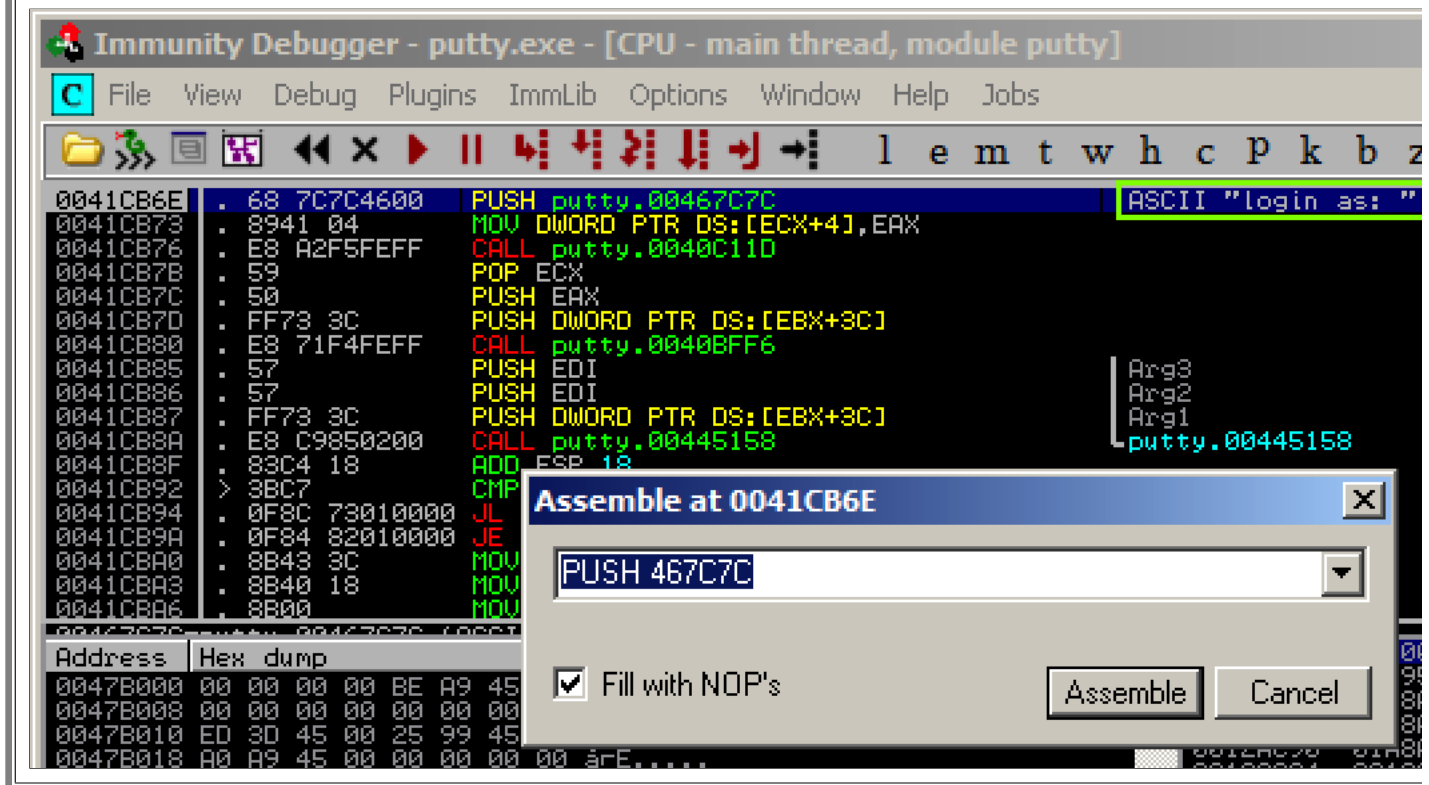 Immunity Debugger - putty.exe - [CPU - main thread, module putty]
C File View Debug Plugins ImmLib Options Window Help Jobs
l e m t w h c P k b z
0041CB6E . 68 7C7C4600 PUSH putty.00467C7C ASCII "login as: "
0041CB73 . 8941 04 MOV DWORD PTR DS:[ECX+4],EAX
0041CB76 . E8 A2F5FEFF CALL putty.0040C11D
0041CB7B . 59 POP ECX
0041CB7C . 50 PUSH EAX
0041CB7D . FF73 3C PUSH DWORD PTR DS:[EBX+3C]
0041CB80 . E8 71F4FEFF CALL putty.0040BFF6
0041CB85 . 57 PUSH EDI Arg3
0041CB86 . 57 PUSH EDI Arg2
0041CB87 . FF73 3C PUSH DWORD PTR DS:[EBX+3C] Arg1
0041CB8A . E8 C9850200 CALL putty.00445158 putty.00445158
0041CB8F . 83C4 18 ADD ESP 18
0041CB92 > 3BC7 CMP
0041CB94 . 0F8C 73010000 JL
0041CB9A . 0F84 82010000 JE
0041CBA0 . 8B43 3C MOV
0041CBA3 . 8B40 18 MOV
0041CBA6 . 8B00 MOV
Assemble at 0041CB6E
PUSH 467C7C
Fill with NOP's
Assemble Cancel
Address Hex dump
0047B000 00 00 00 00 BE A9 45
0047B008 00 00 00 00 00 00 00
0047B010 ED 3D 45 00 25 99 45
0047B018 A0 A9 45 00 00 00 00 00